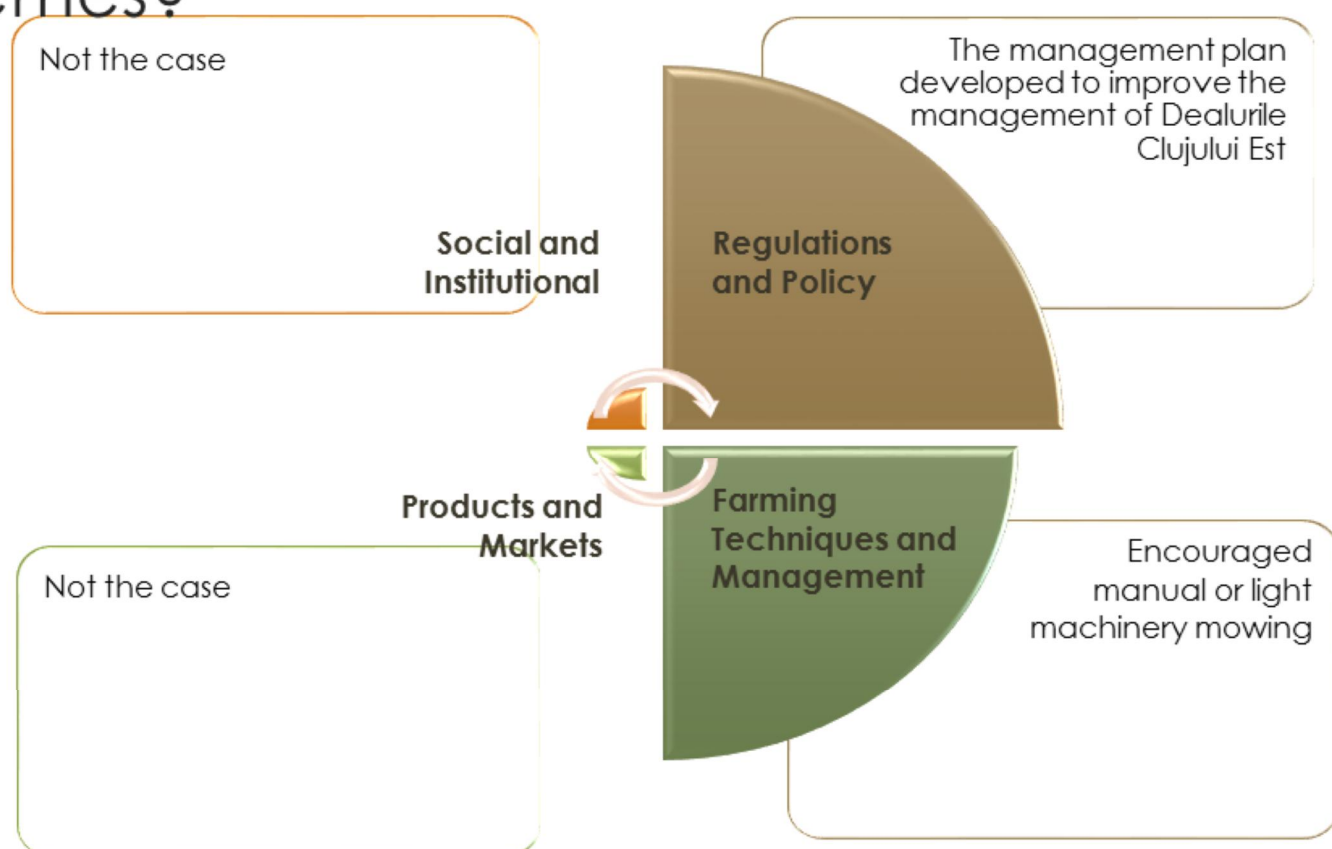 Not the case
The management plan
developed to improve the
management of Dealurile
Clujului Est
Social and
Institutional
Regulations
and Policy
Products and
Markets
Farming
Techniques and
Management
Not the case
Encouraged
manual or light
machinery mowing